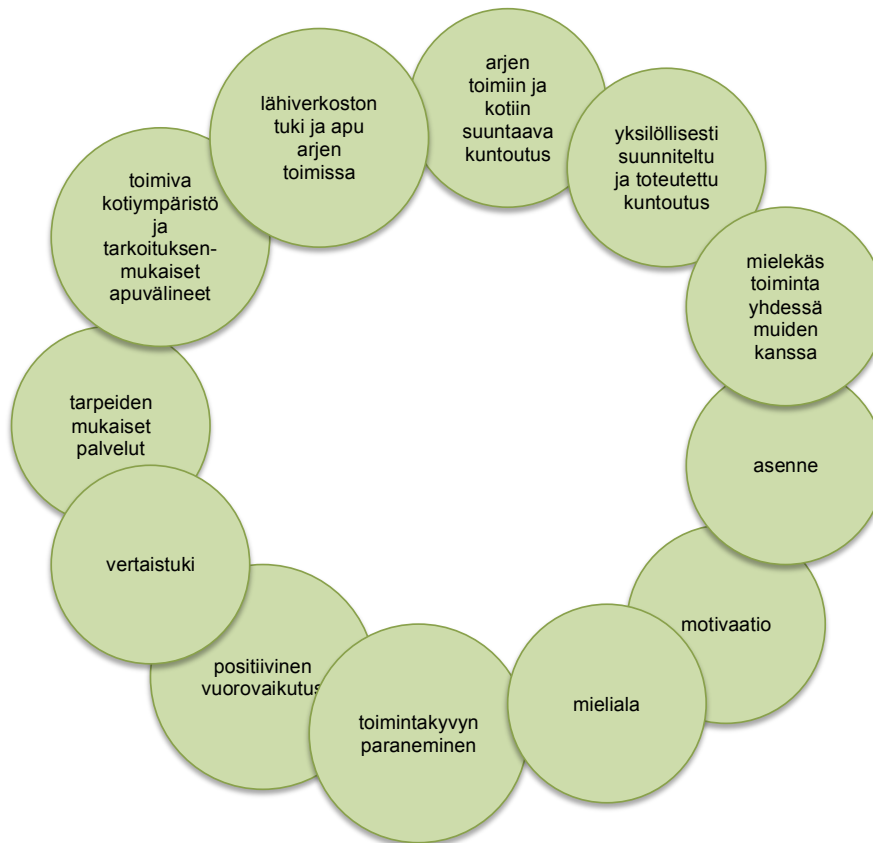 arjen
toimiin ja
kotiin
suuntaava
kuntoutus
yksilöllisesti
suunniteltu
ja toteutettu
kuntoutus
mielekäs
toiminta
yhdessä
muiden
kanssa
asenne
motivaatio
mieliala
toimintakyvyn
paraneminen
positiivinen
vuorovaikutus
vertaistuki
tarpeiden
mukaiset
palvelut
toimiva
kotiympäristö
ja
tarkoituksen-
mukaiset
apuvälineet
lähiverkoston
tuki ja apu
arjen
toimissa